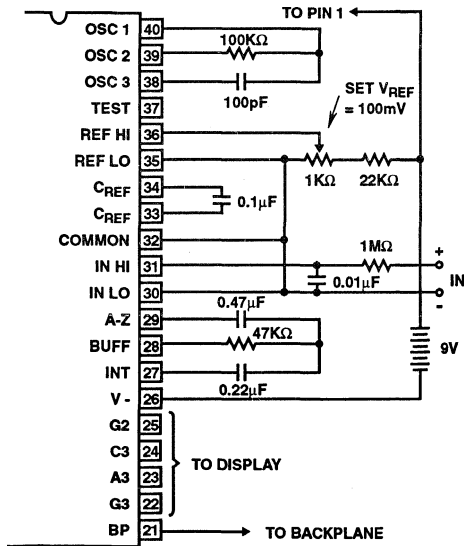 TO PIN 1
OSC 1 40
100KΩ
OSC 2 39
OSC 3 38
100pF
SET VREF
= 100mV
TEST 37
REF HI 36
REF LO 35
1KΩ 22KΩ
CREF 34
0.1μF
CREF 33
COMMON 32
1MΩ
IN HI 31
+
0.01μF
IN
IN LO 30
-
0.47μF
A-Z 29
47KΩ
BUFF 28
9V
INT 27
0.22μF
V - 26
G2 25
C3 24
TO DISPLAY
A3 23
G3 22
BP 21
TO BACKPLANE